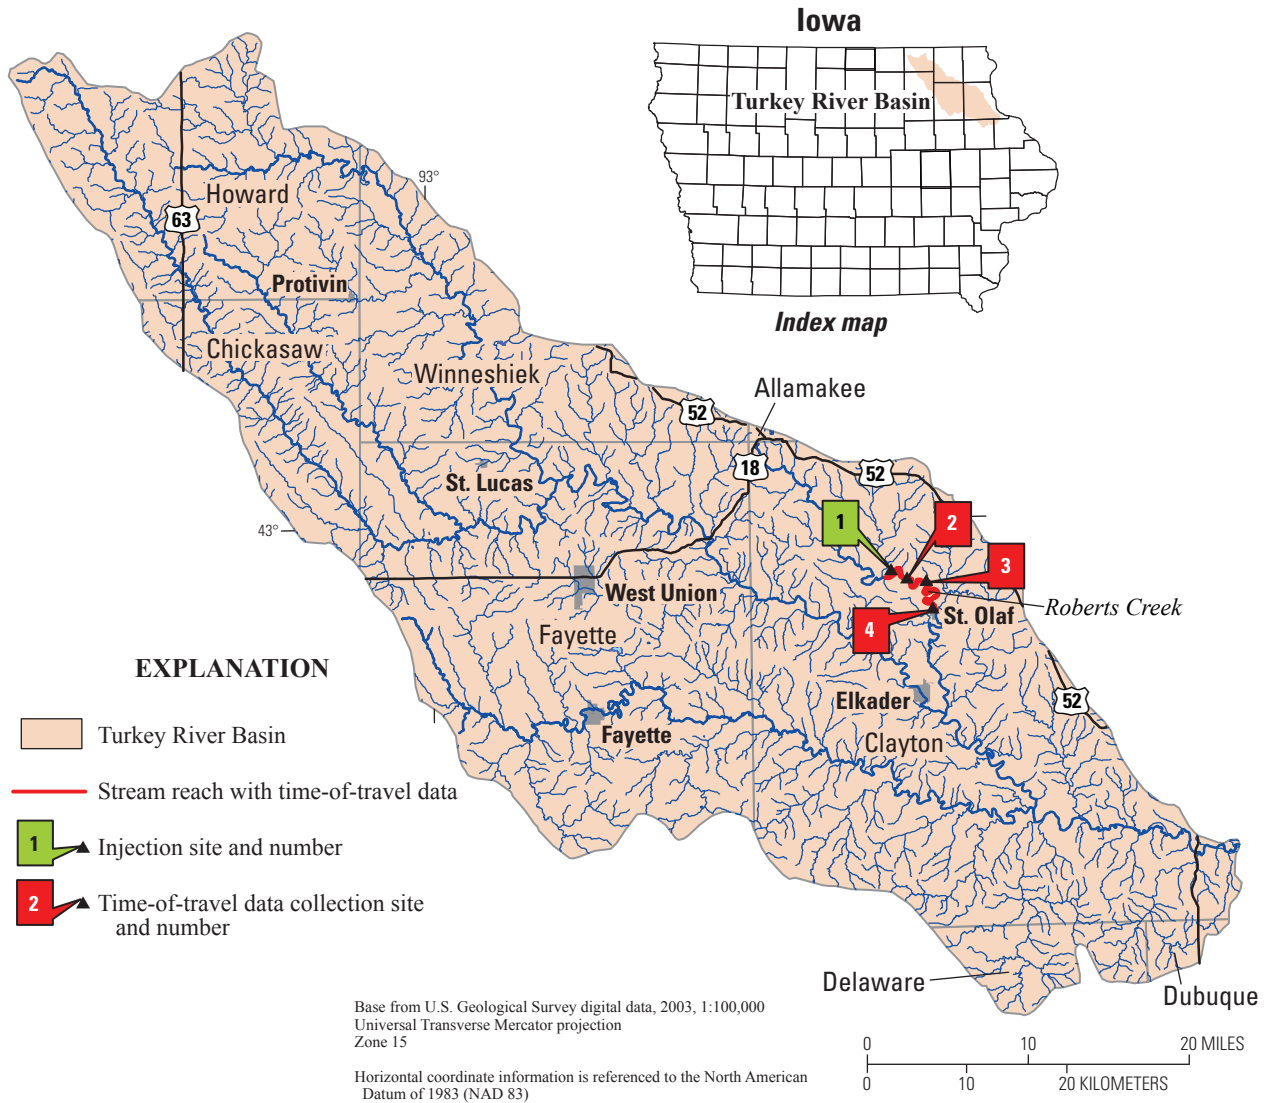 Iowa
Turkey River Basin
Index map
93°
Howard
63
Protivin
Chickasaw
Winneshiek
Allamakee
52
18
52
St. Lucas
43°
1
2
3
4
West Union
Roberts Creek
St. Olaf
Fayette
Elkader
52
Fayette
Clayton
EXPLANATION
Turkey River Basin
Stream reach with time-of-travel data
1
Injection site and number
2
Time-of-travel data collection site
and number
Delaware
Dubuque
Base from U.S. Geological Survey digital data, 2003, 1:100,000
Universal Transverse Mercator projection
Zone 15
Horizontal coordinate information is referenced to the North American
Datum of 1983 (NAD 83)
0 10 20 MILES
0 10 20 KILOMETERS